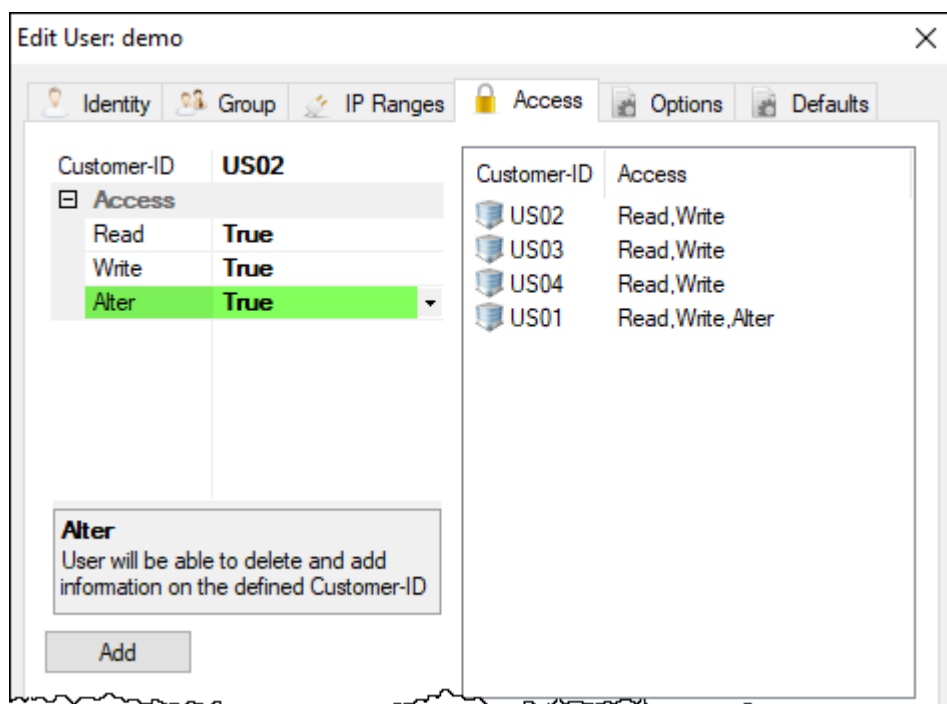 Edit User: demo
Identity Group IP Ranges Access Options Defaults
Customer-ID US02
Access
Read True
Write True
Alter True
Alter
User will be able to delete and add
information on the defined Customer-ID
Add
Customer-ID Access
US02 Read,Write
US03 Read,Write
US04 Read,Write
US01 Read,Write,Alter